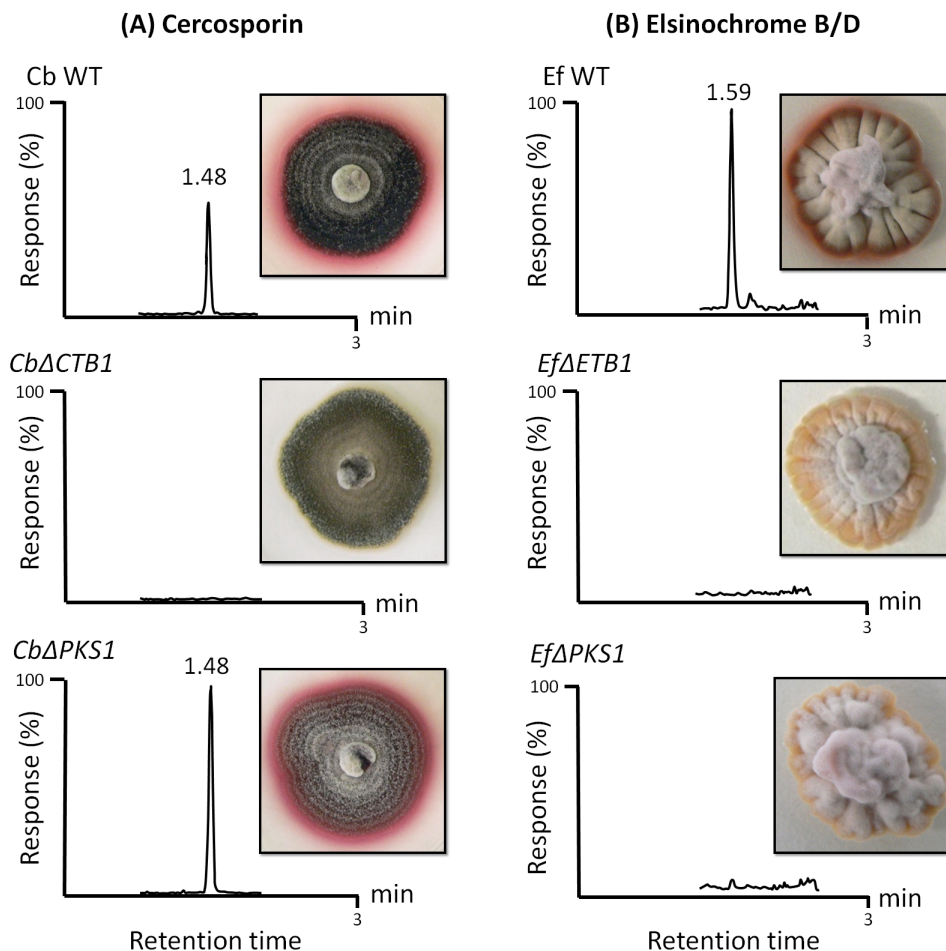 (A) Cercosporin
(B) Elsinochrome B/D
Cb WT
100
Response (%)
1.48
min
3
Ef WT
100
Response (%)
1.59
min
3
CbΔCTB1
100
Response (%)
min
3
EfΔETB1
100
Response (%)
min
3
CbΔPKS1
100
Response (%)
1.48
min
3
Retention time
EfΔPKS1
100
Response (%)
min
3
Retention time